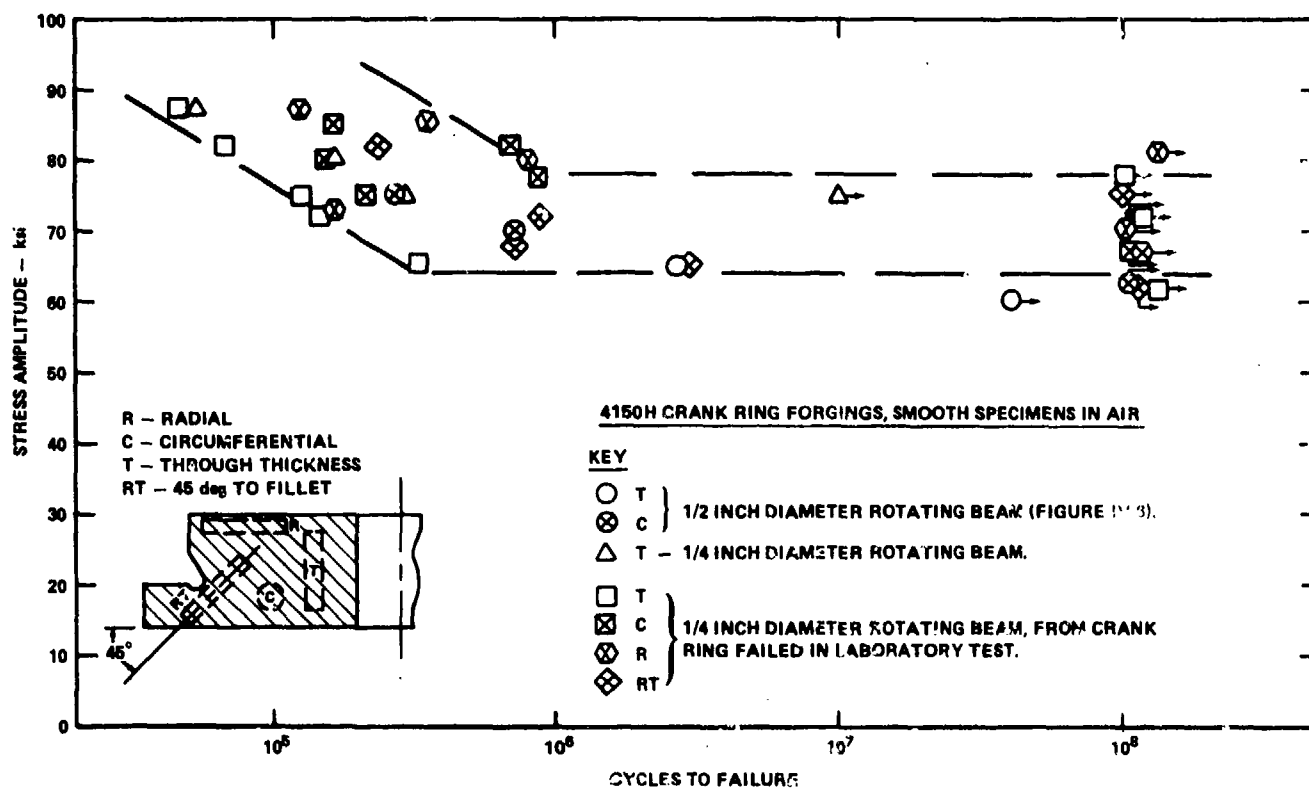 STRESS AMPLITUDE – ksi
100
90
80
70
60
50
40
30
20
10
0
10⁵
10⁶
10⁷
10⁸
CYCLES TO FAILURE
R – RADIAL
C – CIRCUMFERENTIAL
T – THROUGH THICKNESS
RT – 45 deg TO FILLET
R
T
C
45°
4150H CRANK RING FORGINGS, SMOOTH SPECIMENS IN AIR
KEY
T
C
1/2 INCH DIAMETER ROTATING BEAM (FIGURE
T – 1/4 INCH DIAMETER ROTATING BEAM.
T
C
R
RT
1/4 INCH DIAMETER ROTATING BEAM, FROM CRANK
RING FAILED IN LABORATORY TEST.